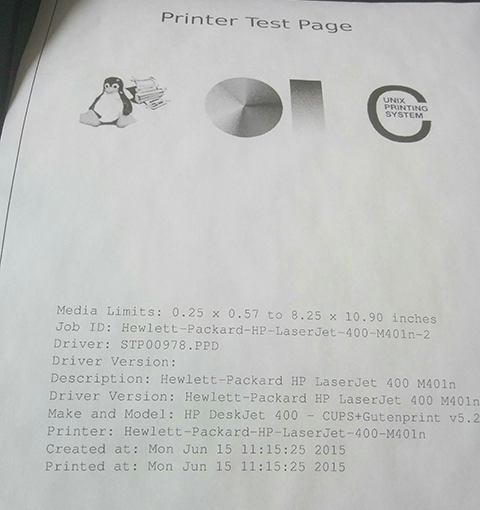 Printer Test Page
UNIX
PRINTING
SYSTEM
Media Limits: 0.25 x 0.57 to 8.25 x 10.90 inches
Job ID: Hewlett-Packard-HP-LaserJet-400-M401n-2
Driver: STP00978.PPD
Driver Version:
Description: Hewlett-Packard HP LaserJet 400 M401n
Driver Version: Hewlett-Packard HP LaserJet 400 M401n
Make and Model: HP DeskJet 400 - CUPS+Gutenprint v5.2
Printer: Hewlett-Packard-HP-LaserJet-400-M401n
Created at: Mon Jun 15 11:15:25 2015
Printed at: Mon Jun 15 11:15:25 2015